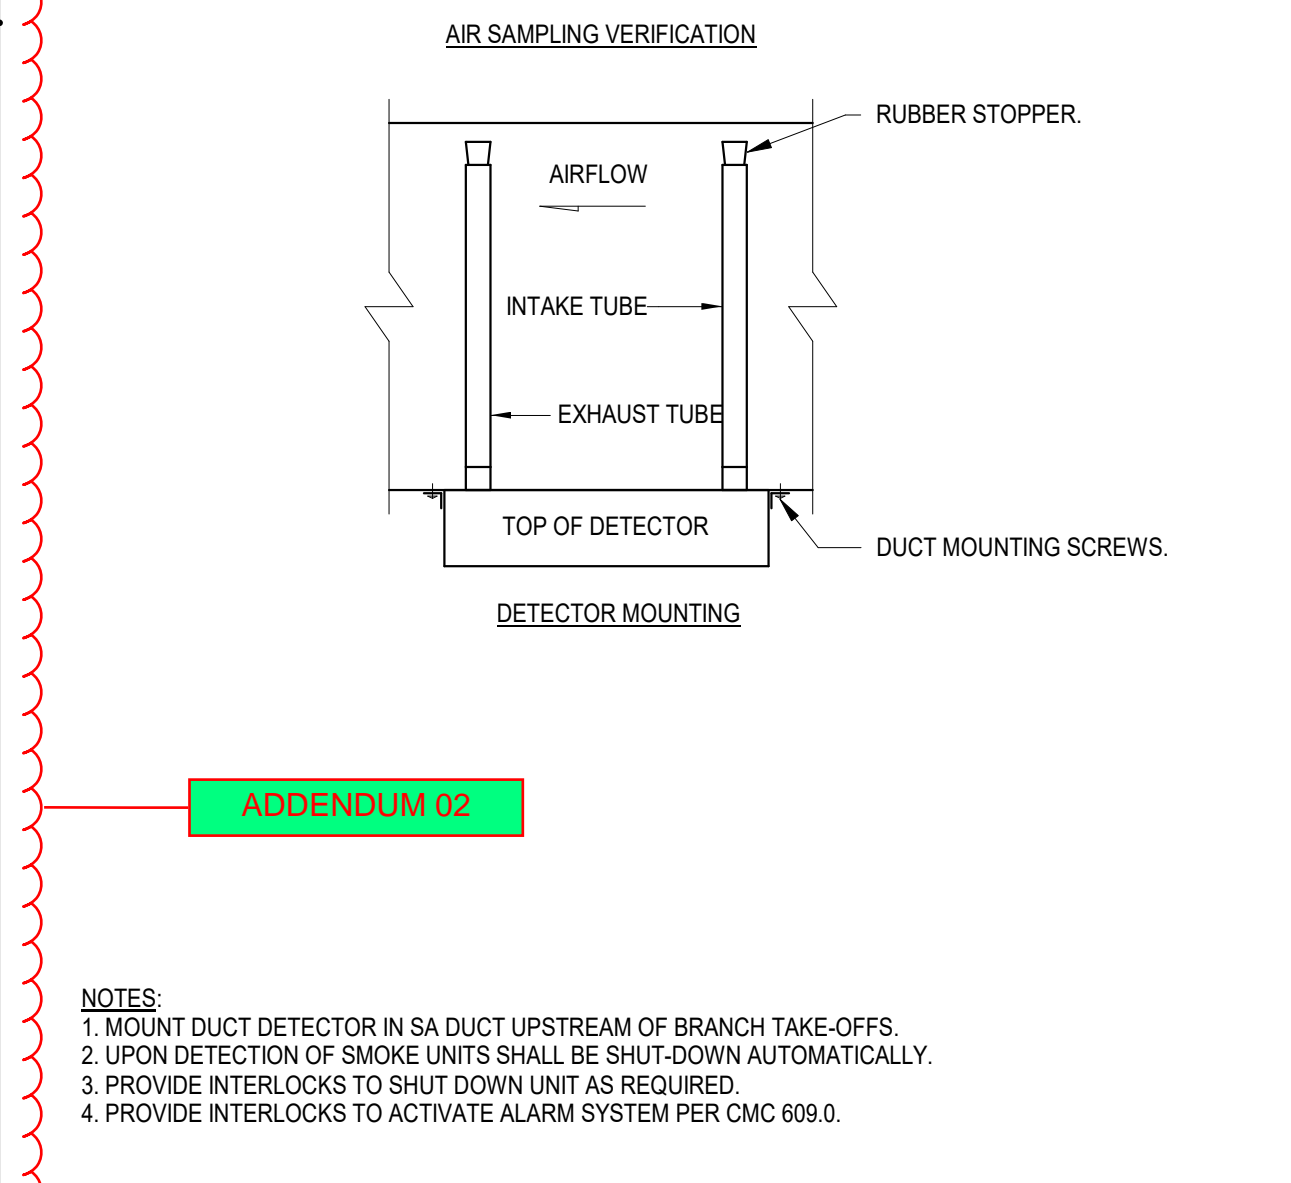 AIR SAMPLING VERIFICATION
RUBBER STOPPER.
AIRFLOW
INTAKE TUBE
EXHAUST TUBE
TOP OF DETECTOR
DUCT MOUNTING SCREWS.
DETECTOR MOUNTING
ADDENDUM 02
NOTES:
1. MOUNT DUCT DETECTOR IN SA DUCT UPSTREAM OF BRANCH TAKE-OFFS.
2. UPON DETECTION OF SMOKE UNITS SHALL BE SHUT-DOWN AUTOMATICALLY.
3. PROVIDE INTERLOCKS TO SHUT DOWN UNIT AS REQUIRED.
4. PROVIDE INTERLOCKS TO ACTIVATE ALARM SYSTEM PER CMC 609.0.